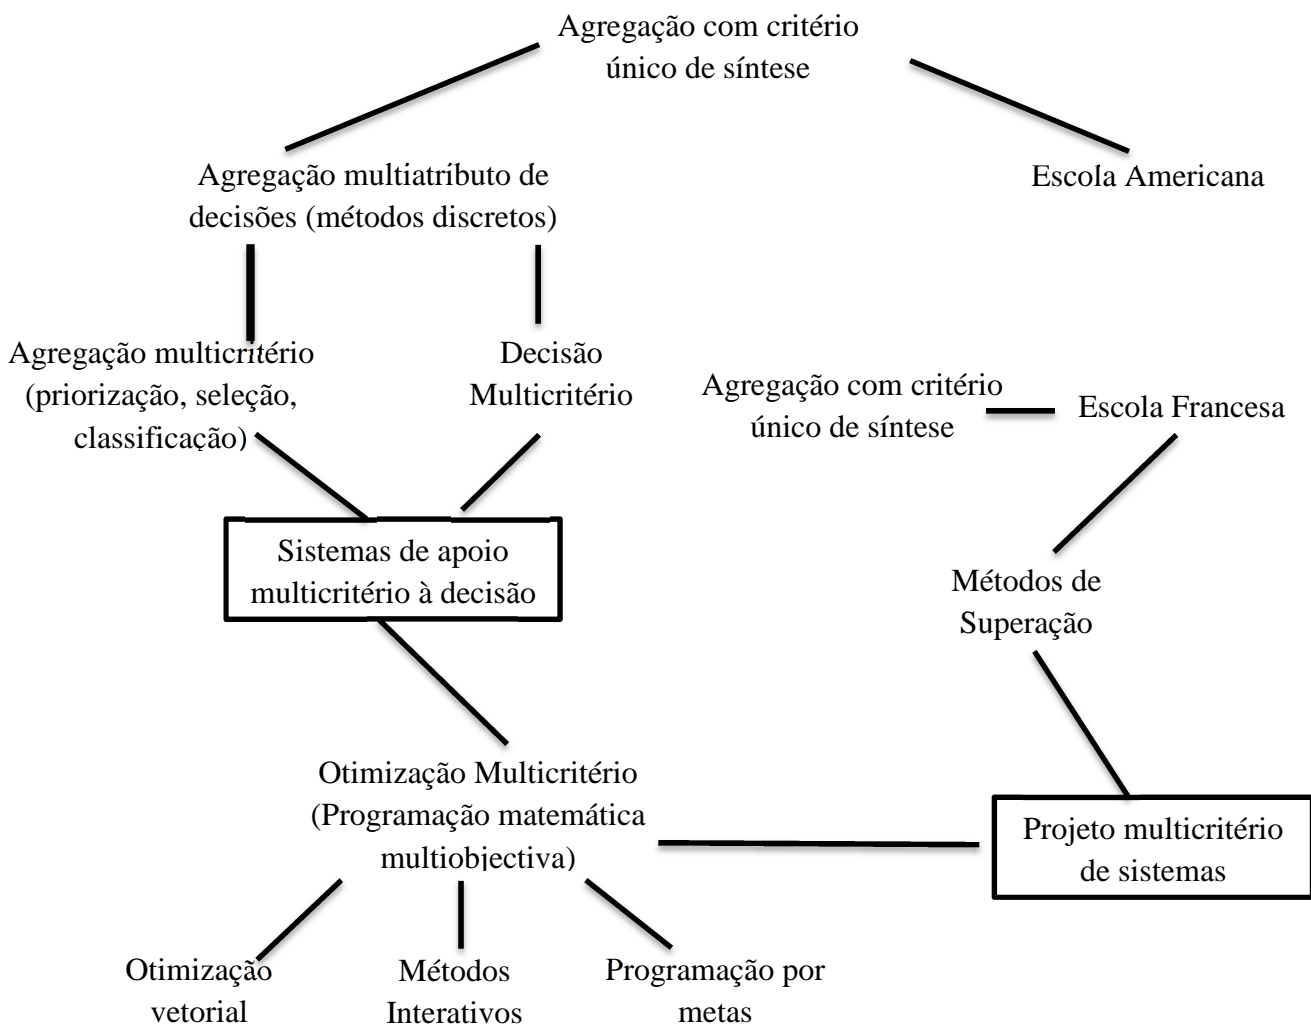 Agregação com critério
único de síntese
Agregação multiatributo de
decisões (métodos discretos)
Escola Americana
Agregação multicritério
(priorização, seleção,
classificação)
Decisão
Multicritério
Agregação com critério
único de síntese
Escola Francesa
Sistemas de apoio
multicritério à decisão
Métodos de
Superação
Otimização Multicritério
(Programação matemática
multiobjectiva)
Projeto multicritério
de sistemas
Otimização
vetorial
Métodos
Interativos
Programação por
metas